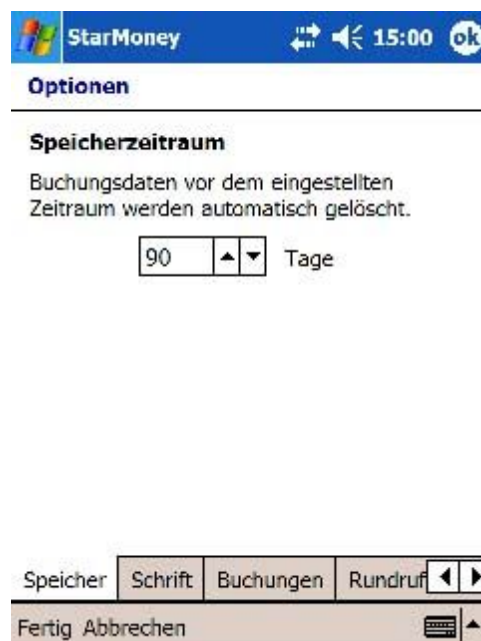 StarMoney 15:00 ok
Optionen
Speicherzeitraum
Buchungsdaten vor dem eingestellten
Zeitraum werden automatisch gelöscht.
90 Tage
Speicher Schrift Buchungen Rundruf
Fertig Abbrechen